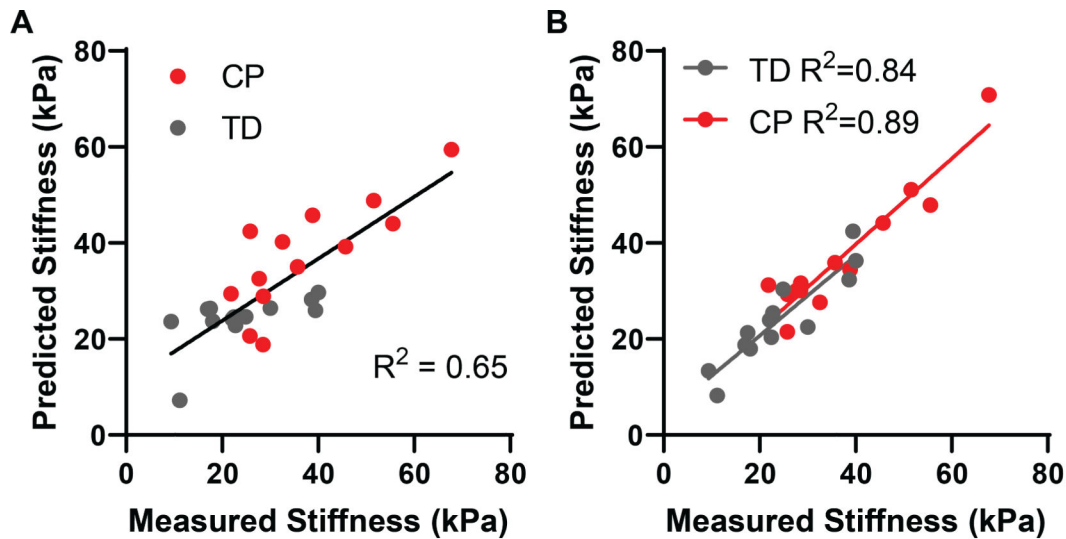 A
Predicted Stiffness (kPa)
80
60
40
20
0
CP
TD
R² = 0.65
0 20 40 60 80
Measured Stiffness (kPa)
B
Predicted Stiffness (kPa)
80
60
40
20
0
TD R²=0.84
CP R²=0.89
0 20 40 60 80
Measured Stiffness (kPa)